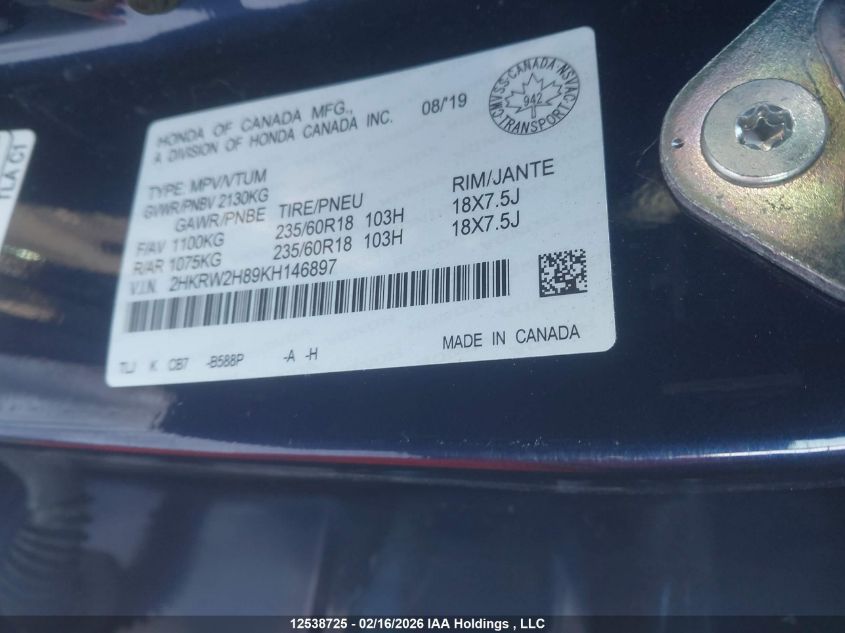 HONDA OF CANADA MFG.,
A DIVISION OF HONDA CANADA INC. 08/19
CMVSS-CANADA-NSVAC
942
TRANSPORT
TYPE: MPV/VTUM
GVWR/PNBV 2130KG
GAWR/PNBE TIRE/PNEU RIM/JANTE
F/AV 1100KG 235/60R18 103H 18X7.5J
R/AR 1075KG 235/60R18 103H 18X7.5J
V.I.N. 2HKRW2H89KH146897
MADE IN CANADA
TLJ K CB7 -B588P -A -H
12538725 - 02/16/2026 IAA Holdings , LLC